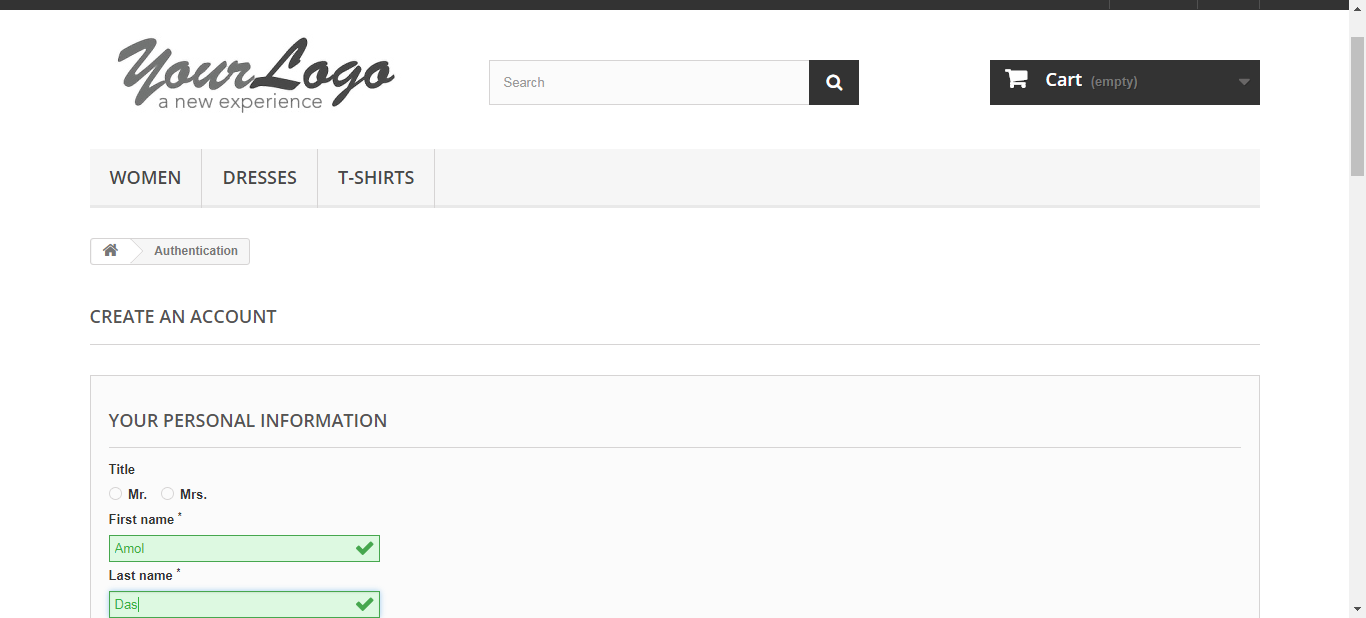 YourLogo
a new experience
Search
Cart (empty)
WOMEN DRESSES T-SHIRTS
Authentication
CREATE AN ACCOUNT
YOUR PERSONAL INFORMATION
Title
Mr. Mrs.
First name *
Amol
Last name *
Das